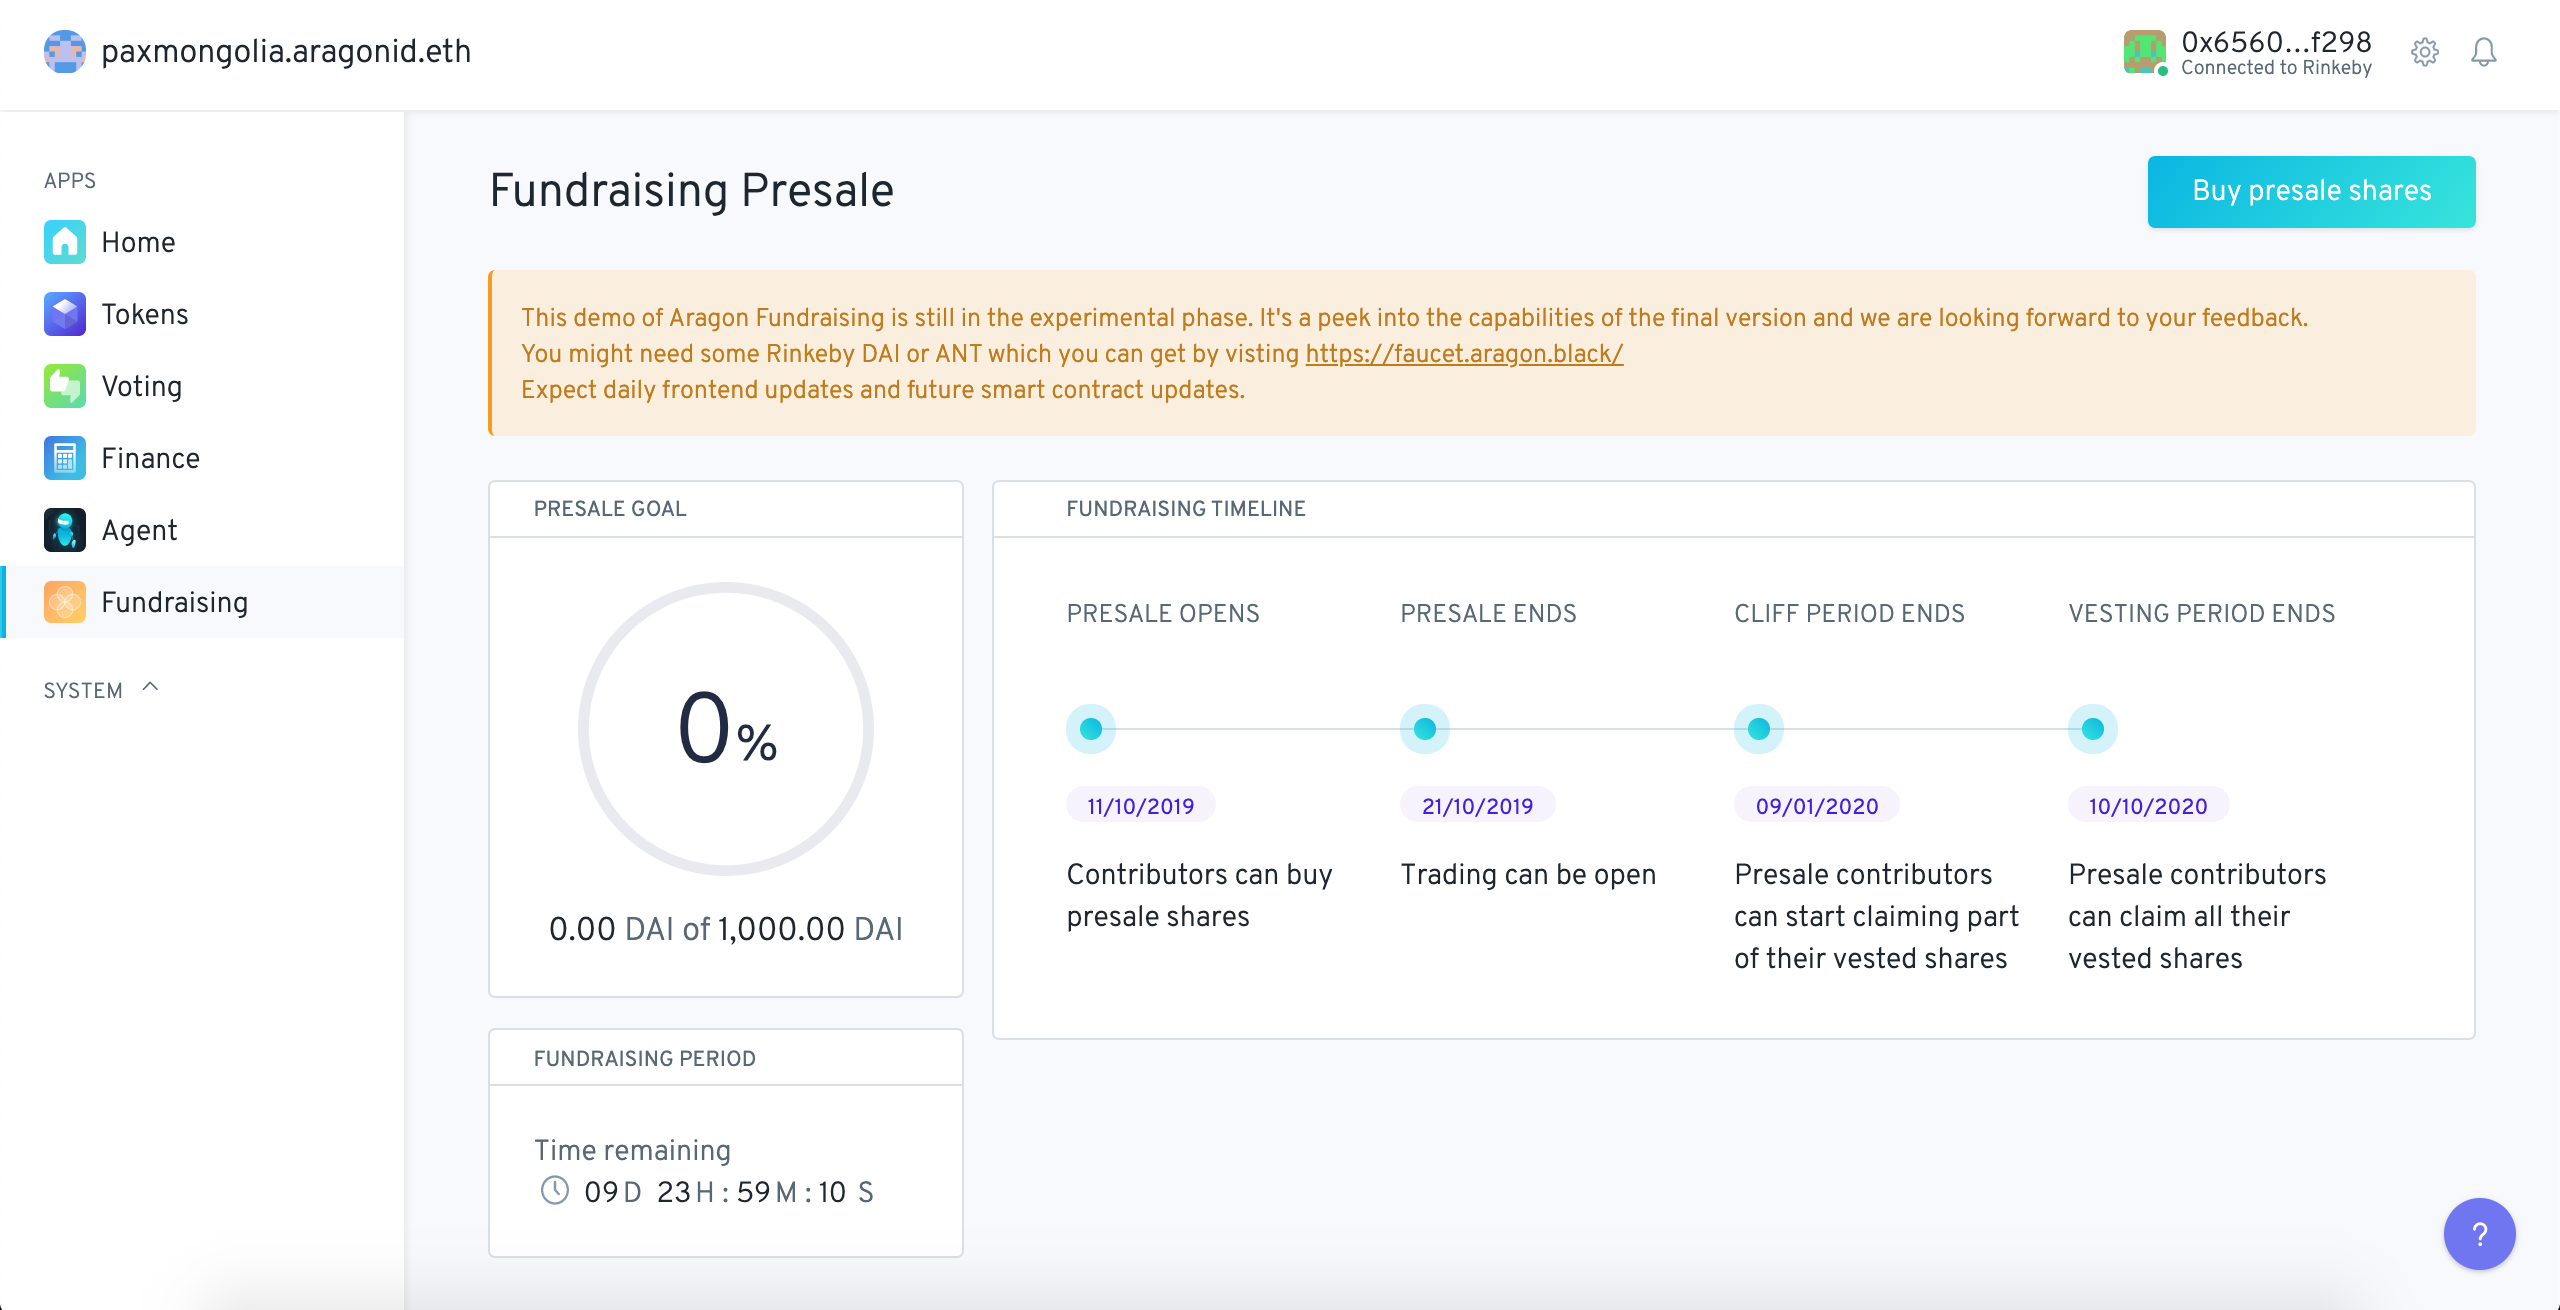 paxmongolia.aragonid.eth
0x6560...f298
Connected to Rinkeby
APPS
Home
Tokens
Voting
Finance
Agent
Fundraising
SYSTEM
Fundraising Presale
Buy presale shares
This demo of Aragon Fundraising is still in the experimental phase. It's a peek into the capabilities of the final version and we are looking forward to your feedback.
You might need some Rinkeby DAI or ANT which you can get by visting https://faucet.aragon.black/
Expect daily frontend updates and future smart contract updates.
PRESALE GOAL
0%
0.00 DAI of 1,000.00 DAI
FUNDRAISING PERIOD
Time remaining
09D 23H : 59M : 10 S
FUNDRAISING TIMELINE
PRESALE OPENS
11/10/2019
Contributors can buy
presale shares
PRESALE ENDS
21/10/2019
Trading can be open
CLIFF PERIOD ENDS
09/01/2020
Presale contributors
can start claiming part
of their vested shares
VESTING PERIOD ENDS
10/10/2020
Presale contributors
can claim all their
vested shares
?